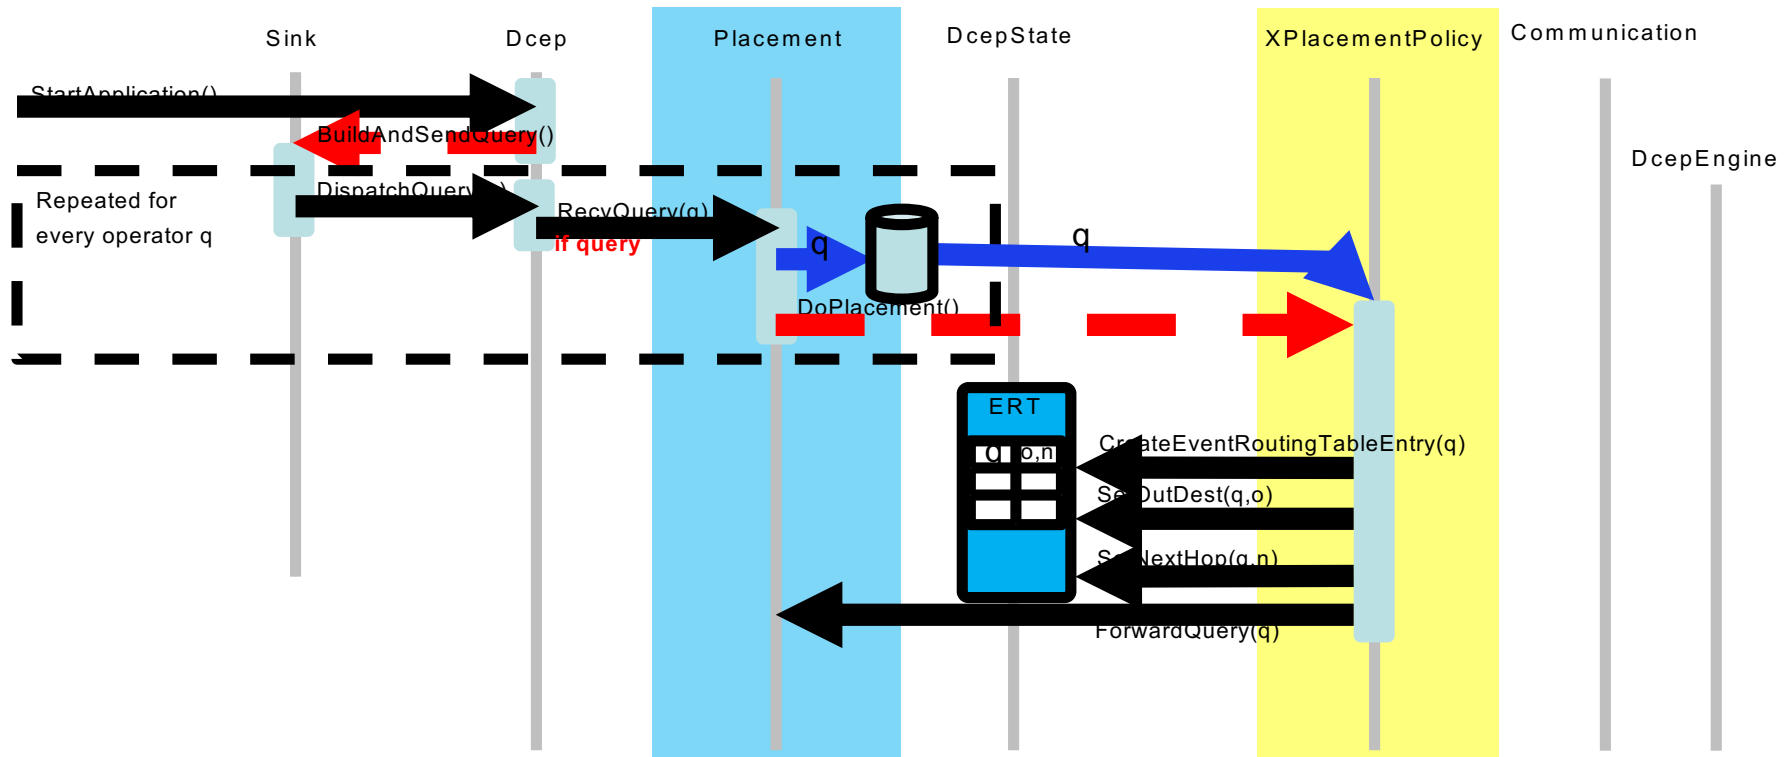 Sink
Dcep
Placement
DcepState
XPlacementPolicy
Communication
DcepEngine
StartApplication()
BuildAndSendQuery()
Repeated for
every operator q
RecvQuery(q)
if query
q
q
DoPlacement()
ERT
q
o,n
CreateEventRoutingTableEntry(q)
SetOutDest(q,o)
SetNextHop(q,n)
ForwardQuery(q)